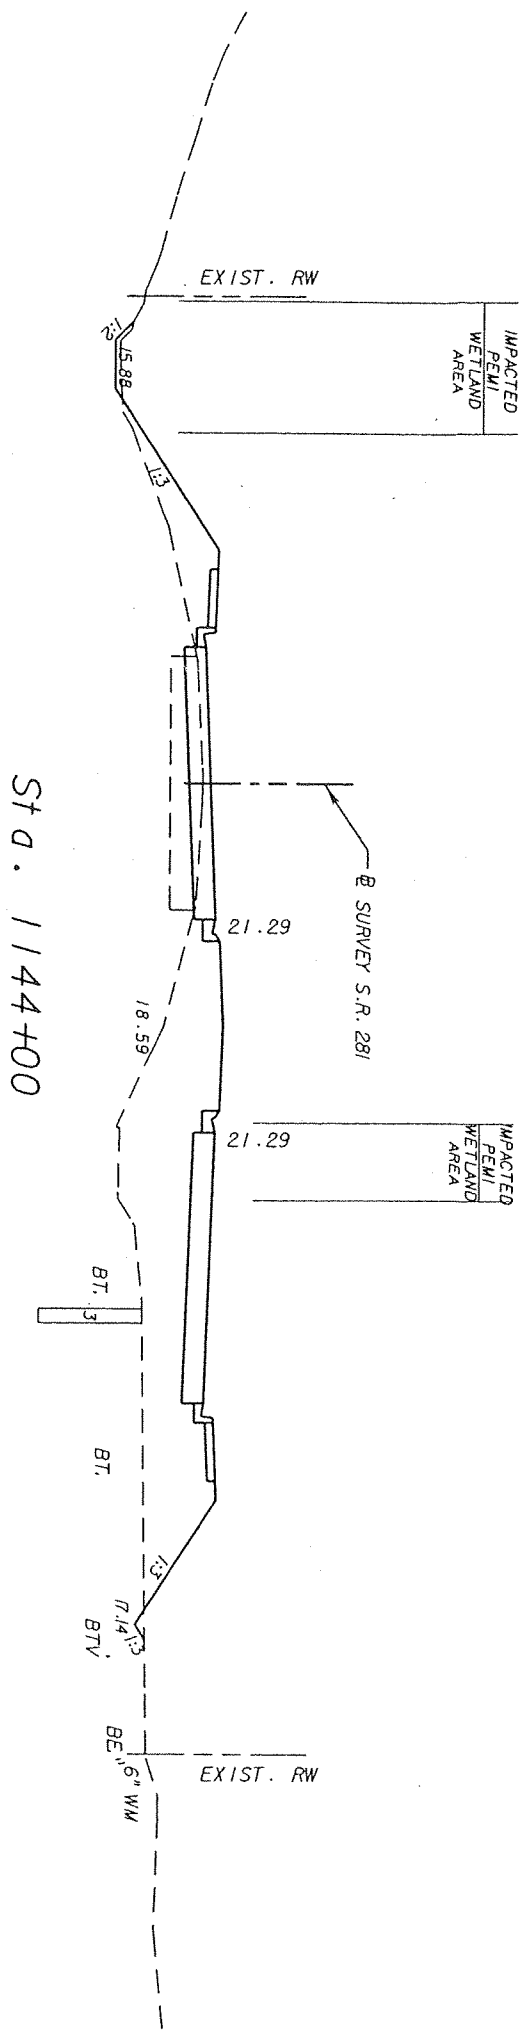 IMPACTED
PEMI
WETLAND
AREA
EXIST. RW
1:2
15.88
1:3
℄ SURVEY S.R. 281
21.29
18.59
21.29
IMPACTED
PEMI
WETLAND
AREA
Sta. 1144+00
BT.
3
BT.
1:3
17.14
1:3
BTV
BE
6" WM
EXIST. RW